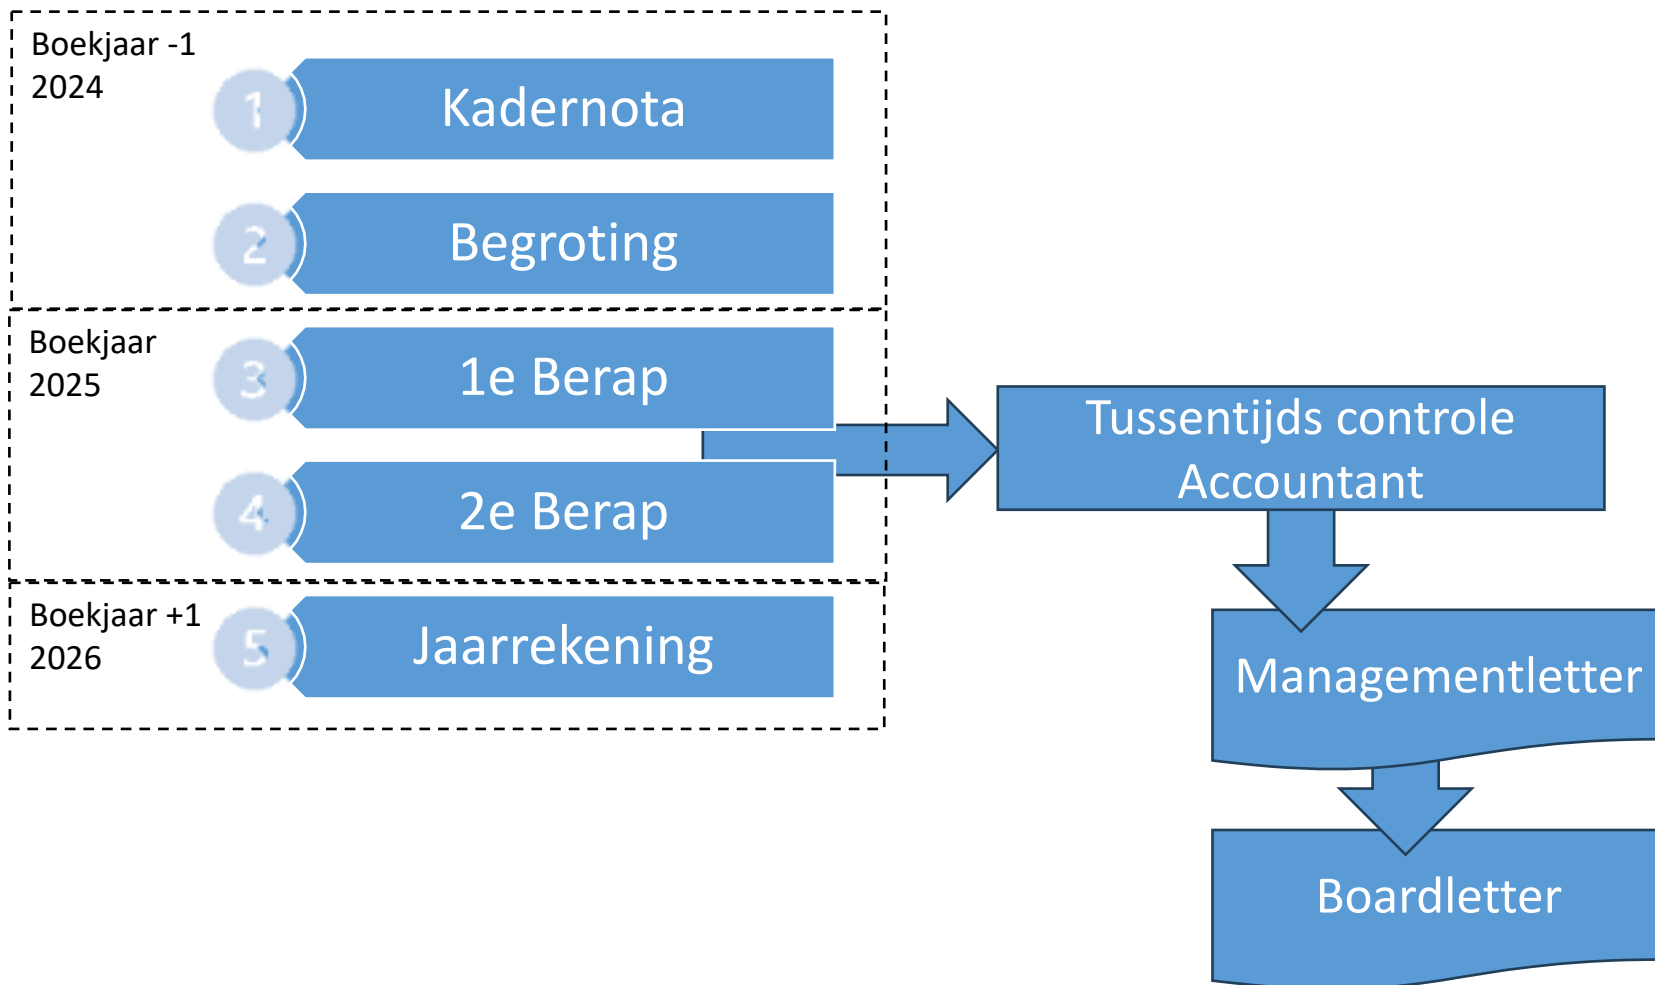 Boekjaar -1
2024
1
Kadernota
2
Begroting
Boekjaar
2025
3
1e Berap
4
2e Berap
Boekjaar +1
2026
5
Jaarrekening
Tussentijds controle
Accountant
Managementletter
Boardletter